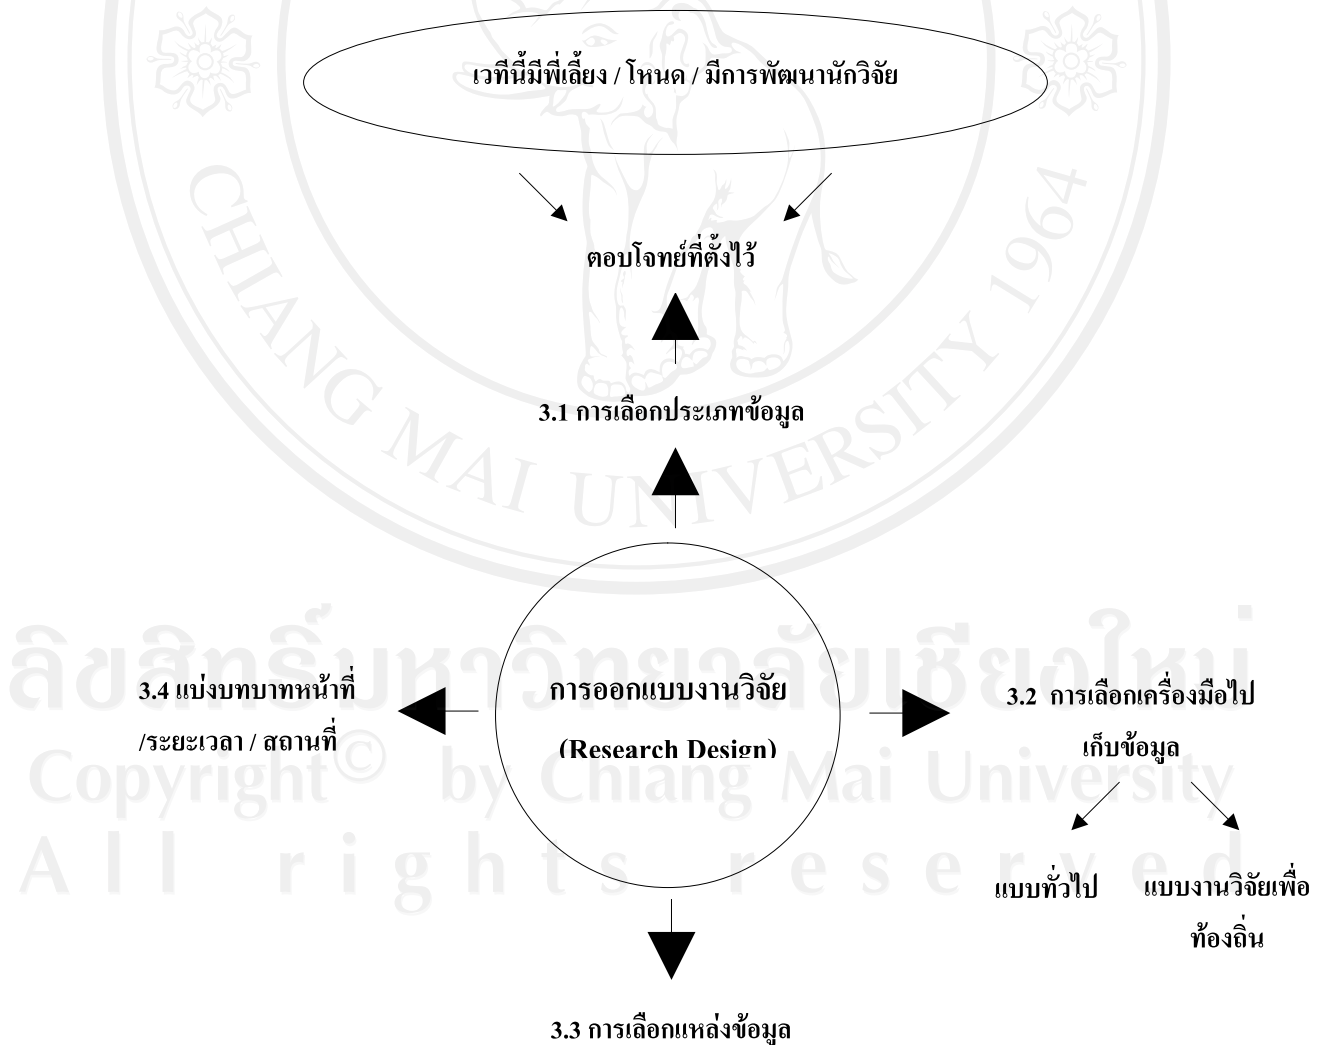 เวทีนี้มีพี่เลี้ยง / โหนด / มีการพัฒนานักวิจัย
ตอบโจทย์ที่ตั้งไว้
3.1 การเลือกประเภทข้อมูล
CHIANG MAI UNIVERSITY 1964
3.4 แบ่งบทบาทหน้าที่
/ระยะเวลา / สถานที่
การออกแบบงานวิจัย
(Research Design)
3.2 การเลือกเครื่องมือไป
เก็บข้อมูล
แบบทั่วไป
แบบงานวิจัยเพื่อ
ท้องถิ่น
3.3 การเลือกแหล่งข้อมูล
ลิขสิทธิ์มหาวิทยาลัยเชียงใหม่
Copyright© by Chiang Mai University
All rights reserved